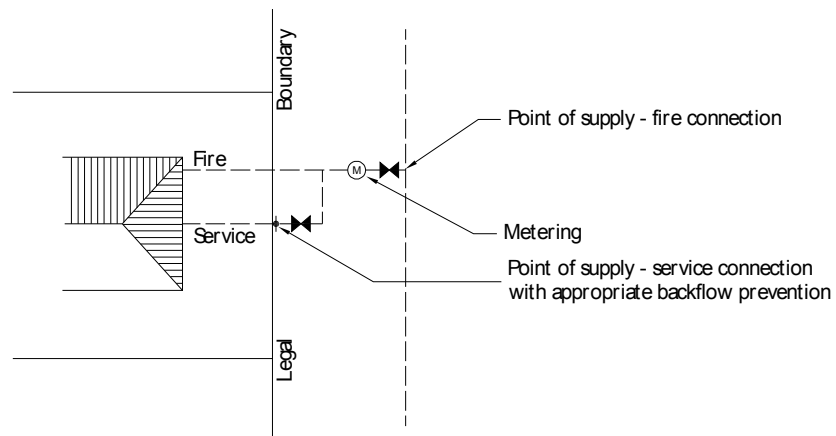 Boundary
Point of supply - fire connection
Fire
M
Metering
Service
Point of supply - service connection
with appropriate backflow prevention
Legal